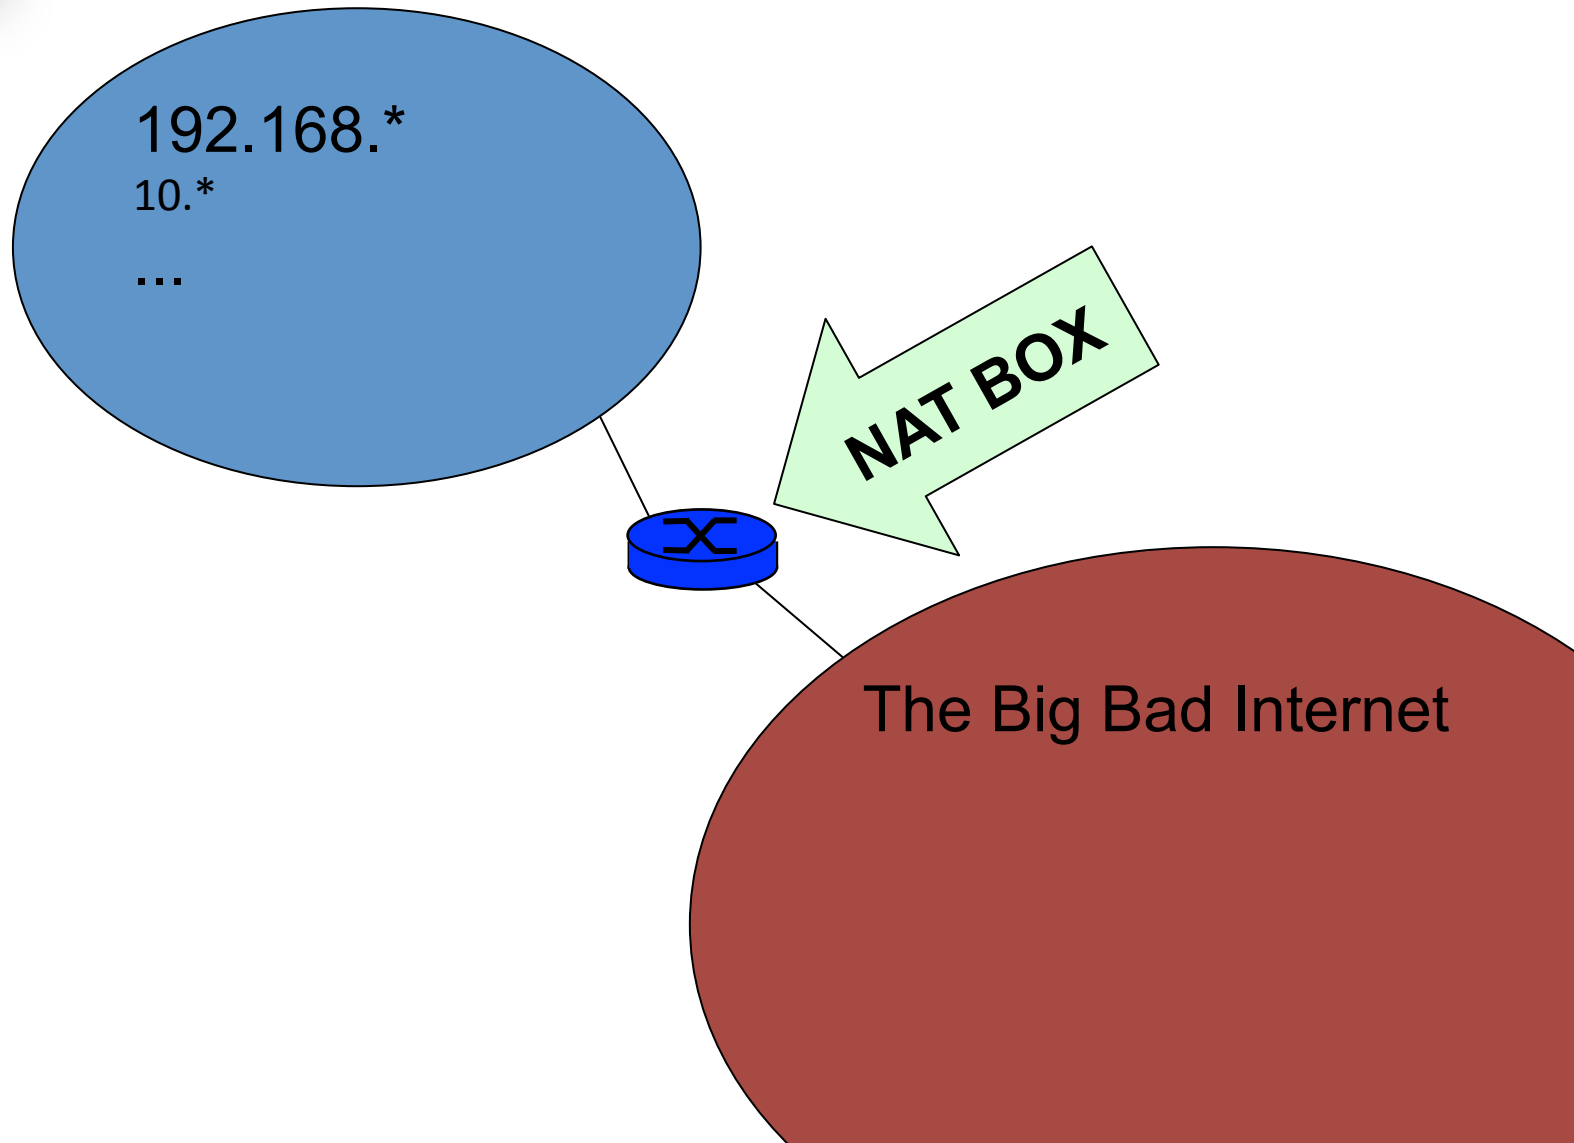 192.168.*
10.*
...
NAT BOX
The Big Bad Internet